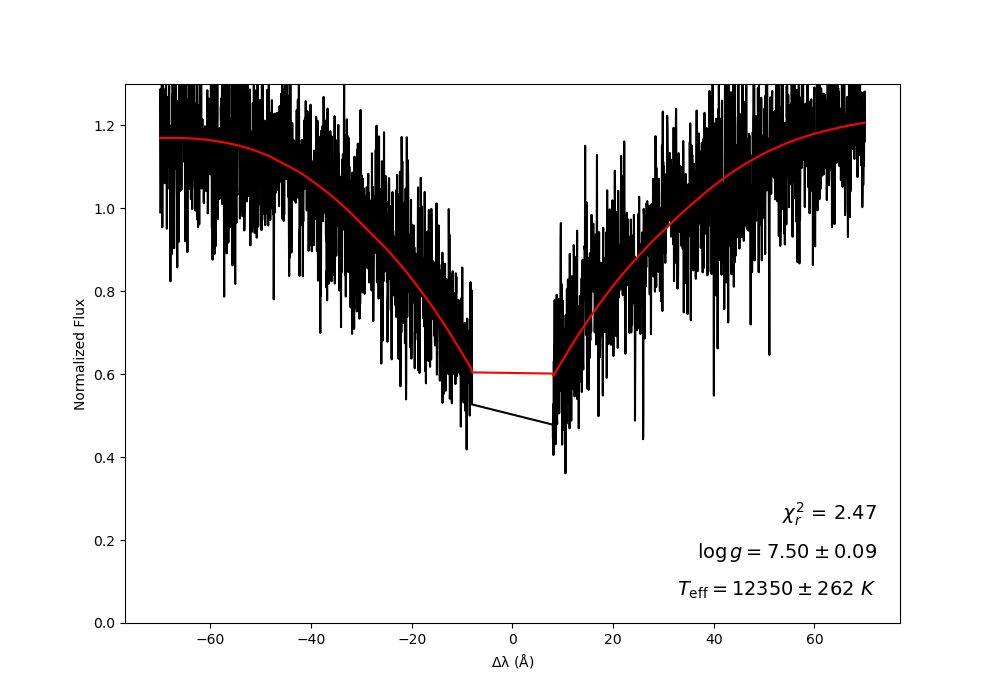 1.2
1.0
0.8
0.6
0.4
0.2
0.0
Normalized Flux
χ²ᵣ = 2.47
log g = 7.50 ± 0.09
T_eff = 12350 ± 262 K
−60 −40 −20 0 20 40 60
Δλ (Å)